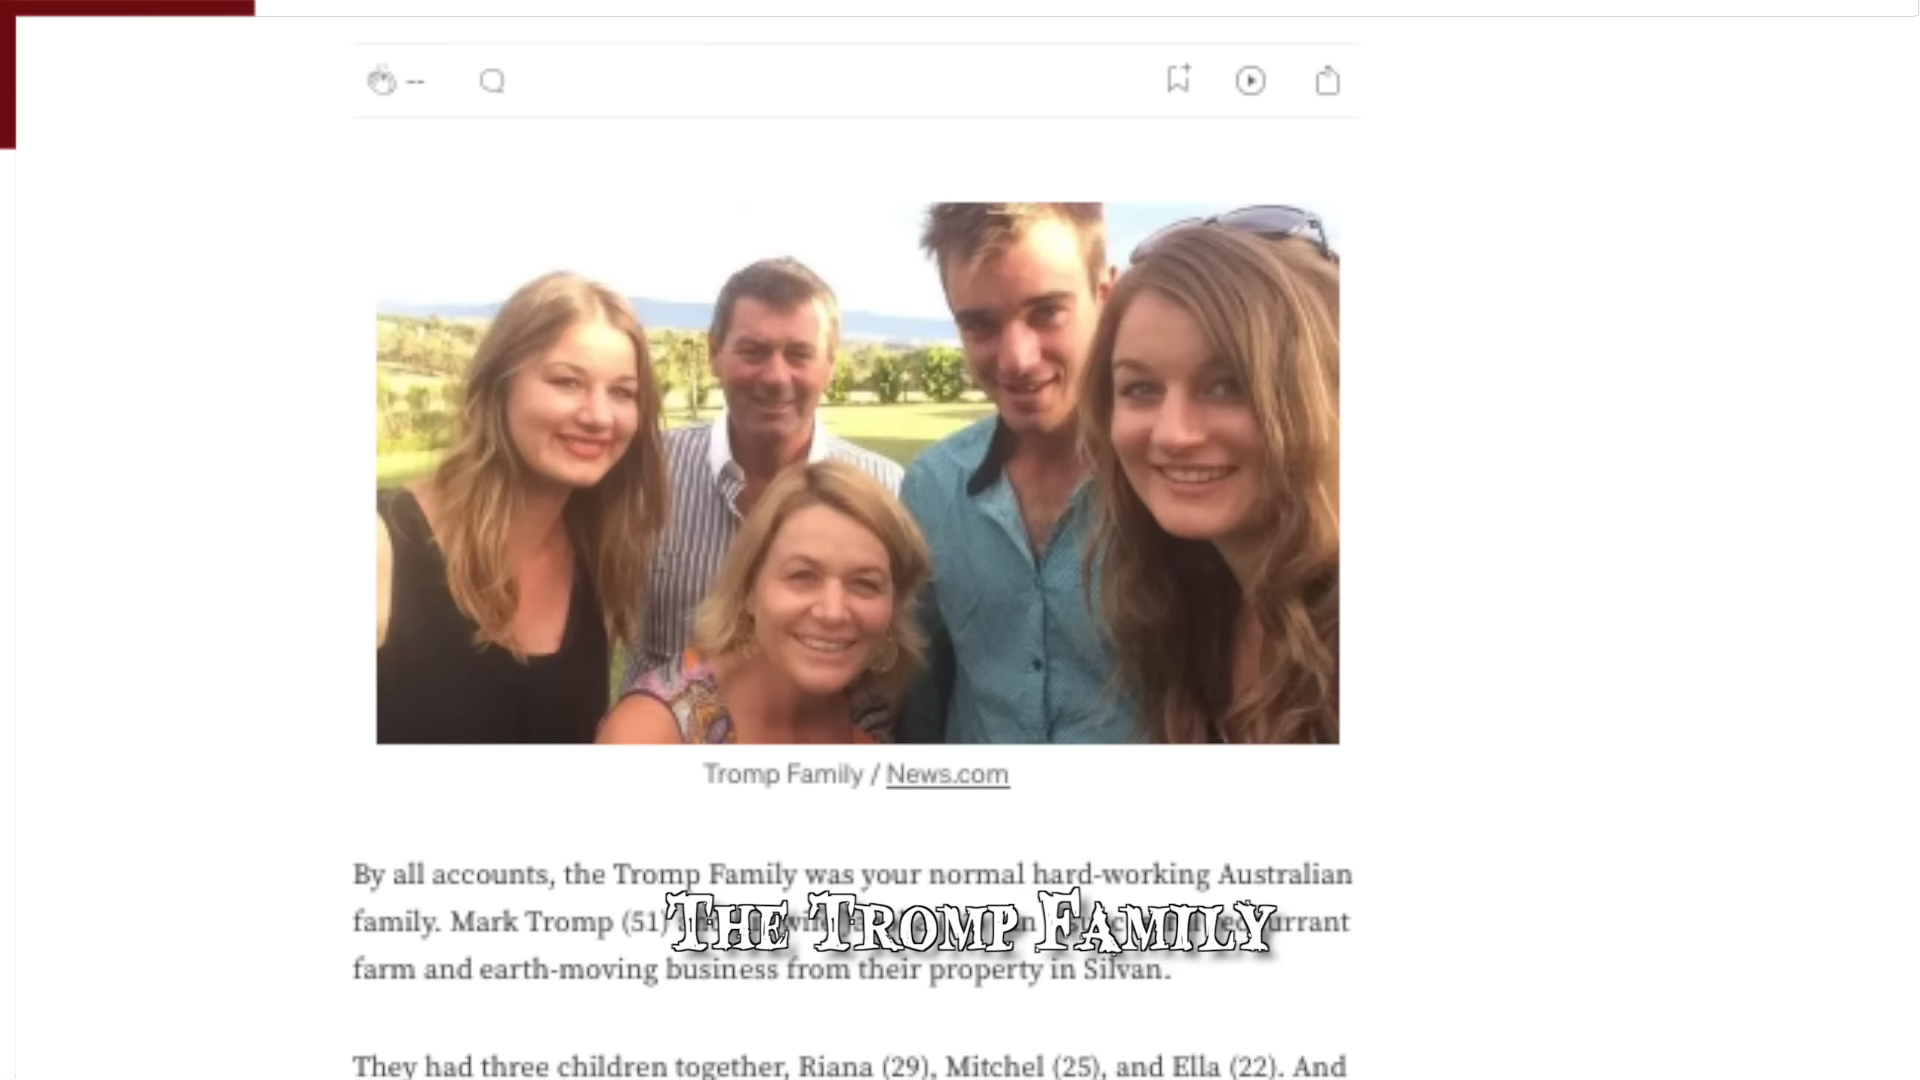 --
Tromp Family / News.com
By all accounts, the Tromp Family was your normal hard-working Australian
family. Mark Tromp (51) wife urrant
The Tromp Family
farm and earth-moving business from their property in Silvan.
They had three children together, Riana (29), Mitchel (25), and Ella (22). And